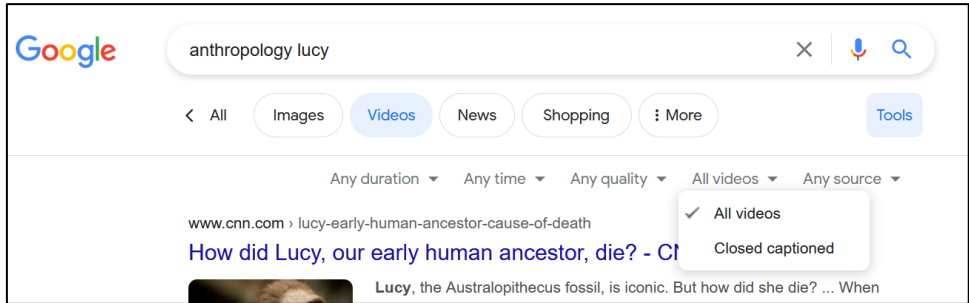 Google
anthropology lucy
All Images Videos News Shopping More Tools
Any duration Any time Any quality All videos Any source
All videos
Closed captioned
www.cnn.com › lucy-early-human-ancestor-cause-of-death
How did Lucy, our early human ancestor, die? - CN
Lucy, the Australopithecus fossil, is iconic. But how did she die? ... When